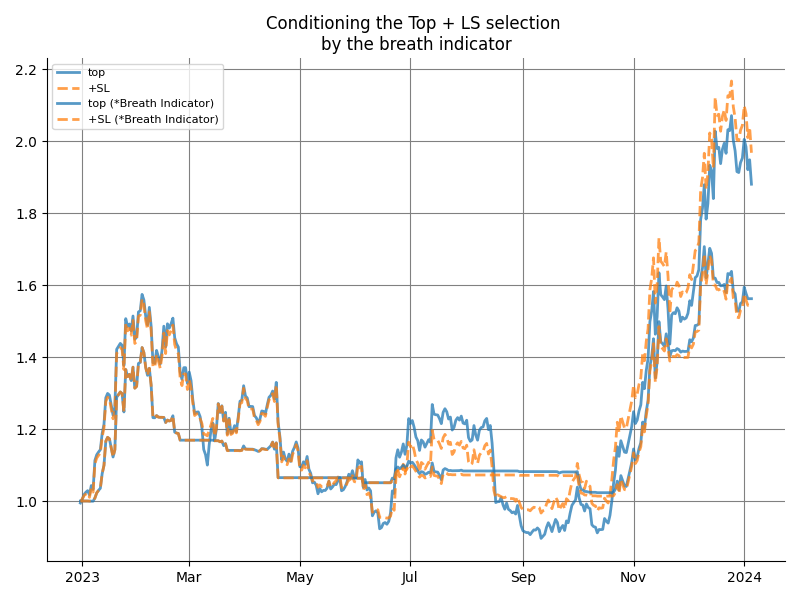 Conditioning the Top + LS selection
by the breath indicator
top
+SL
top (*Breath Indicator)
+SL (*Breath Indicator)
2.2
2.0
1.8
1.6
1.4
1.2
1.0
2023
Mar
May
Jul
Sep
Nov
2024